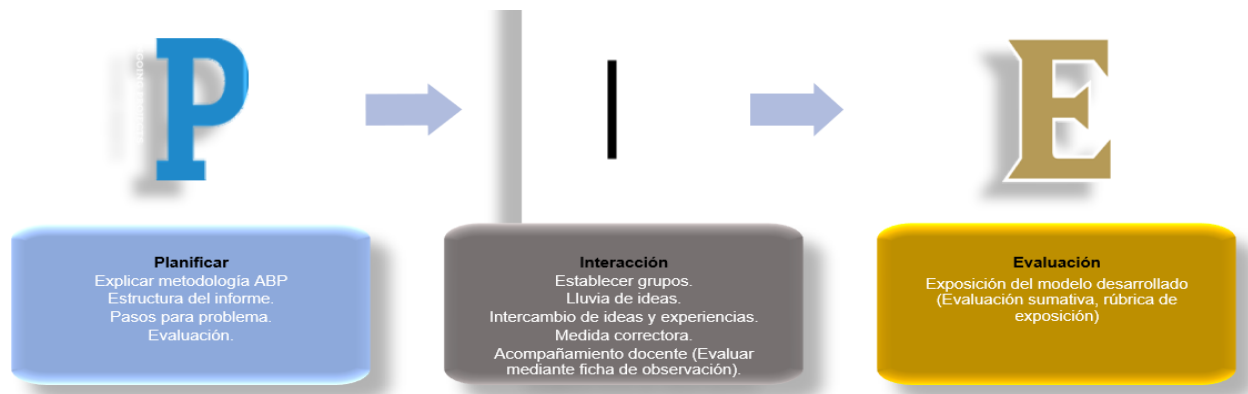 P
I
E
Planificar
Explicar metodología ABP
Estructura del informe.
Pasos para problema.
Evaluación.
Interacción
Establecer grupos.
Lluvia de ideas.
Intercambio de ideas y experiencias.
Medida correctora.
Acompañamiento docente (Evaluar
mediante ficha de observación).
Evaluación
Exposición del modelo desarrollado
(Evaluación sumativa, rúbrica de
exposición)